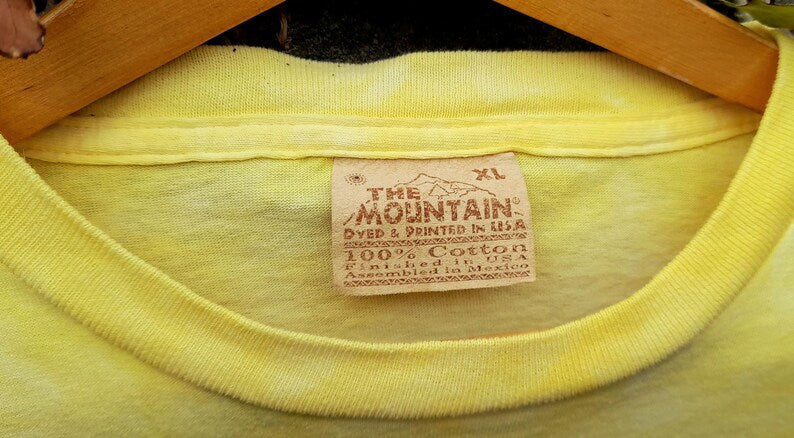 XL
THE
MOUNTAIN®
DYED & PRINTED IN USA
100% Cotton
Finished in USA
Assembled in Mexico